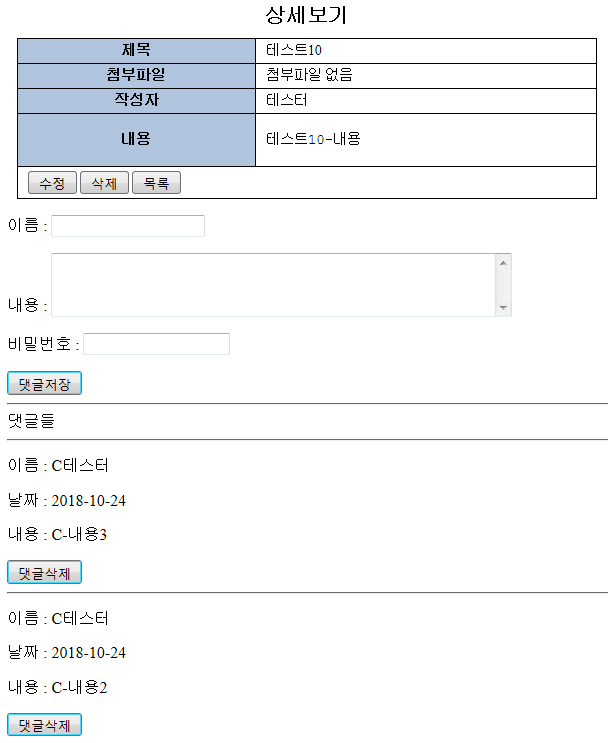 상세보기
제목 테스트10
첨부파일 첨부파일 없음
작성자 테스터
내용 테스트10-내용
수정 삭제 목록
이름 :
내용 :
비밀번호 :
댓글저장
댓글들
이름 : C테스터
날짜 : 2018-10-24
내용 : C-내용3
댓글삭제
이름 : C테스터
날짜 : 2018-10-24
내용 : C-내용2
댓글삭제